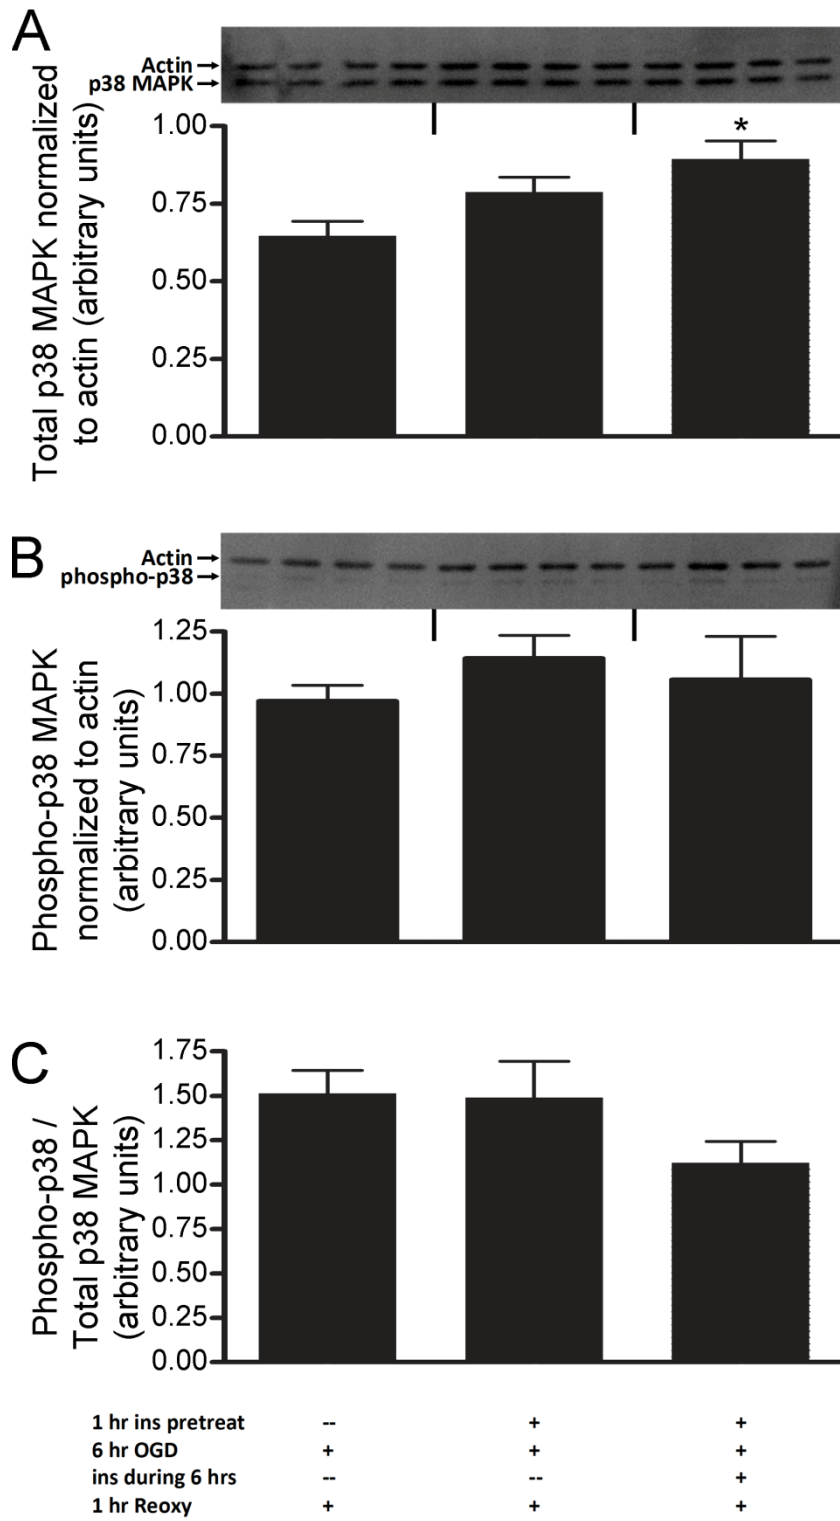 A
Actin
p38 MAPK
Total p38 MAPK normalized
to actin (arbitrary units)
1.00
0.75
0.50
0.25
0.00
*
B
Actin
phospho-p38
Phospho-p38 MAPK
normalized to actin
(arbitrary units)
1.25
1.00
0.75
0.50
0.25
0.00
C
Phospho-p38 /
Total p38 MAPK
(arbitrary units)
1.75
1.50
1.25
1.00
0.75
0.50
0.25
0.00
1 hr ins pretreat -- + +
6 hr OGD + + +
ins during 6 hrs -- -- +
1 hr Reoxy + + +